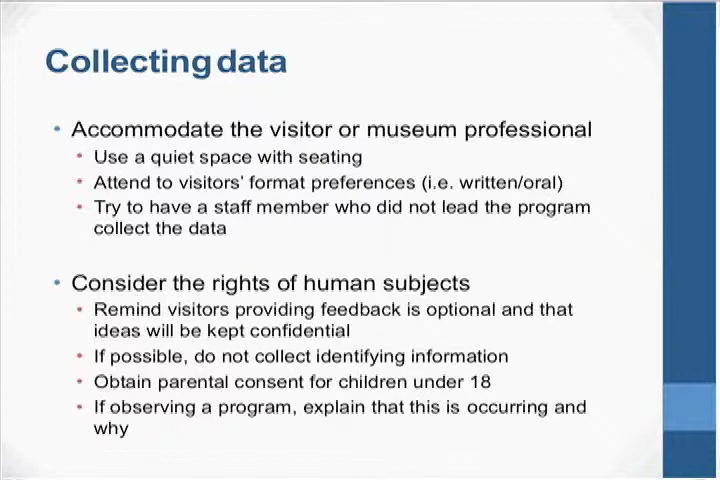 Collecting data
• Accommodate the visitor or museum professional
• Use a quiet space with seating
• Attend to visitors' format preferences (i.e. written/oral)
• Try to have a staff member who did not lead the program
collect the data
• Consider the rights of human subjects
• Remind visitors providing feedback is optional and that
ideas will be kept confidential
• If possible, do not collect identifying information
• Obtain parental consent for children under 18
• If observing a program, explain that this is occurring and
why